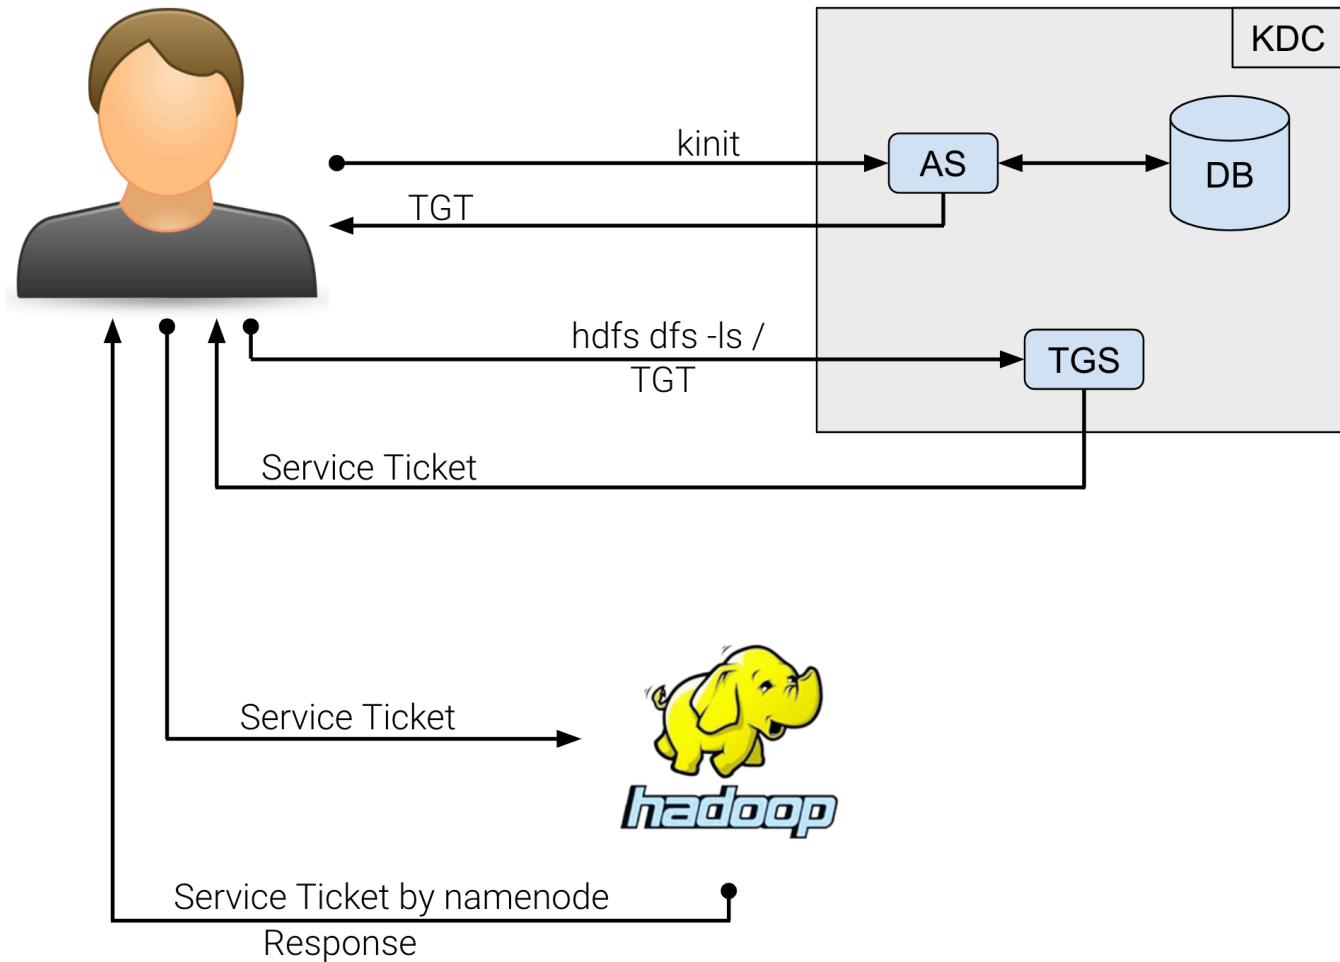 KDC
kinit
AS
DB
TGT
hdfs dfs -ls /
TGT
TGS
Service Ticket
Service Ticket
hadoop
Service Ticket by namenode
Response